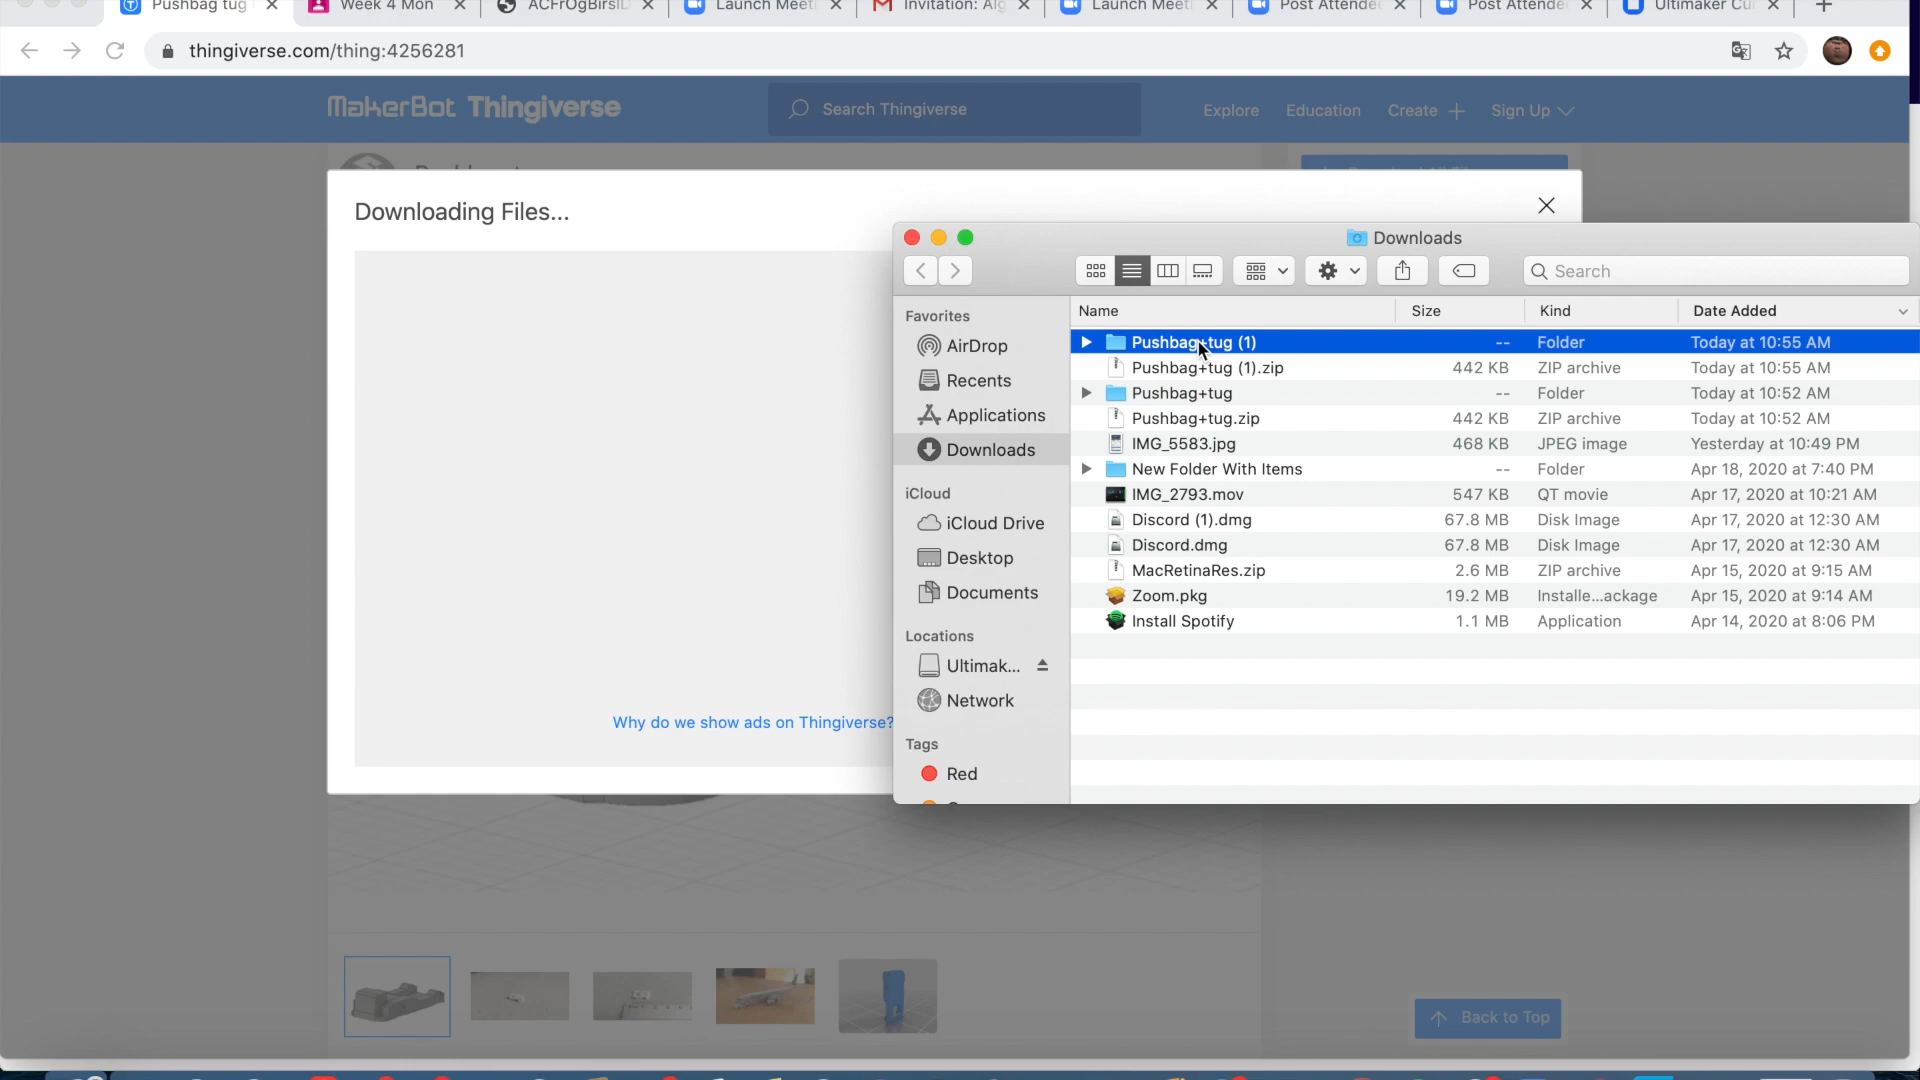 Pushbag tug
Week 4 Mon
ACFrOgBirsID
Launch Meeti
Invitation: Alg
Launch Meeti
Post Attendee
Post Attendee
Ultimaker Cu
thingiverse.com/thing:4256281
MakerBot Thingiverse
Search Thingiverse
Explore
Education
Create
Sign Up
Downloading Files...
Why do we show ads on Thingiverse?
Downloads
Search
Favorites
AirDrop
Recents
Applications
Downloads
iCloud
iCloud Drive
Desktop
Documents
Locations
Ultimak...
Network
Tags
Red
Name Size Kind Date Added
Pushbag+tug (1) -- Folder Today at 10:55 AM
Pushbag+tug (1).zip 442 KB ZIP archive Today at 10:55 AM
Pushbag+tug -- Folder Today at 10:52 AM
Pushbag+tug.zip 442 KB ZIP archive Today at 10:52 AM
IMG_5583.jpg 468 KB JPEG image Yesterday at 10:49 PM
New Folder With Items -- Folder Apr 18, 2020 at 7:40 PM
IMG_2793.mov 547 KB QT movie Apr 17, 2020 at 10:21 AM
Discord (1).dmg 67.8 MB Disk Image Apr 17, 2020 at 12:30 AM
Discord.dmg 67.8 MB Disk Image Apr 17, 2020 at 12:30 AM
MacRetinaRes.zip 2.6 MB ZIP archive Apr 15, 2020 at 9:15 AM
Zoom.pkg 19.2 MB Installe...ackage Apr 15, 2020 at 9:14 AM
Install Spotify 1.1 MB Application Apr 14, 2020 at 8:06 PM
Back to Top